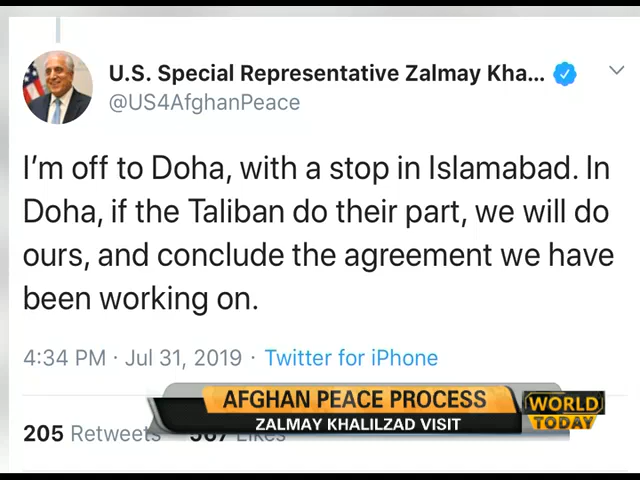 U.S. Special Representative Zalmay Kha...
@US4AfghanPeace
I'm off to Doha, with a stop in Islamabad. In
Doha, if the Taliban do their part, we will do
ours, and conclude the agreement we have
been working on.
4:34 PM · Jul 31, 2019 · Twitter for iPhone
AFGHAN PEACE PROCESS
ZALMAY KHALILZAD VISIT
WORLD
TODAY
205 Retweets Likes